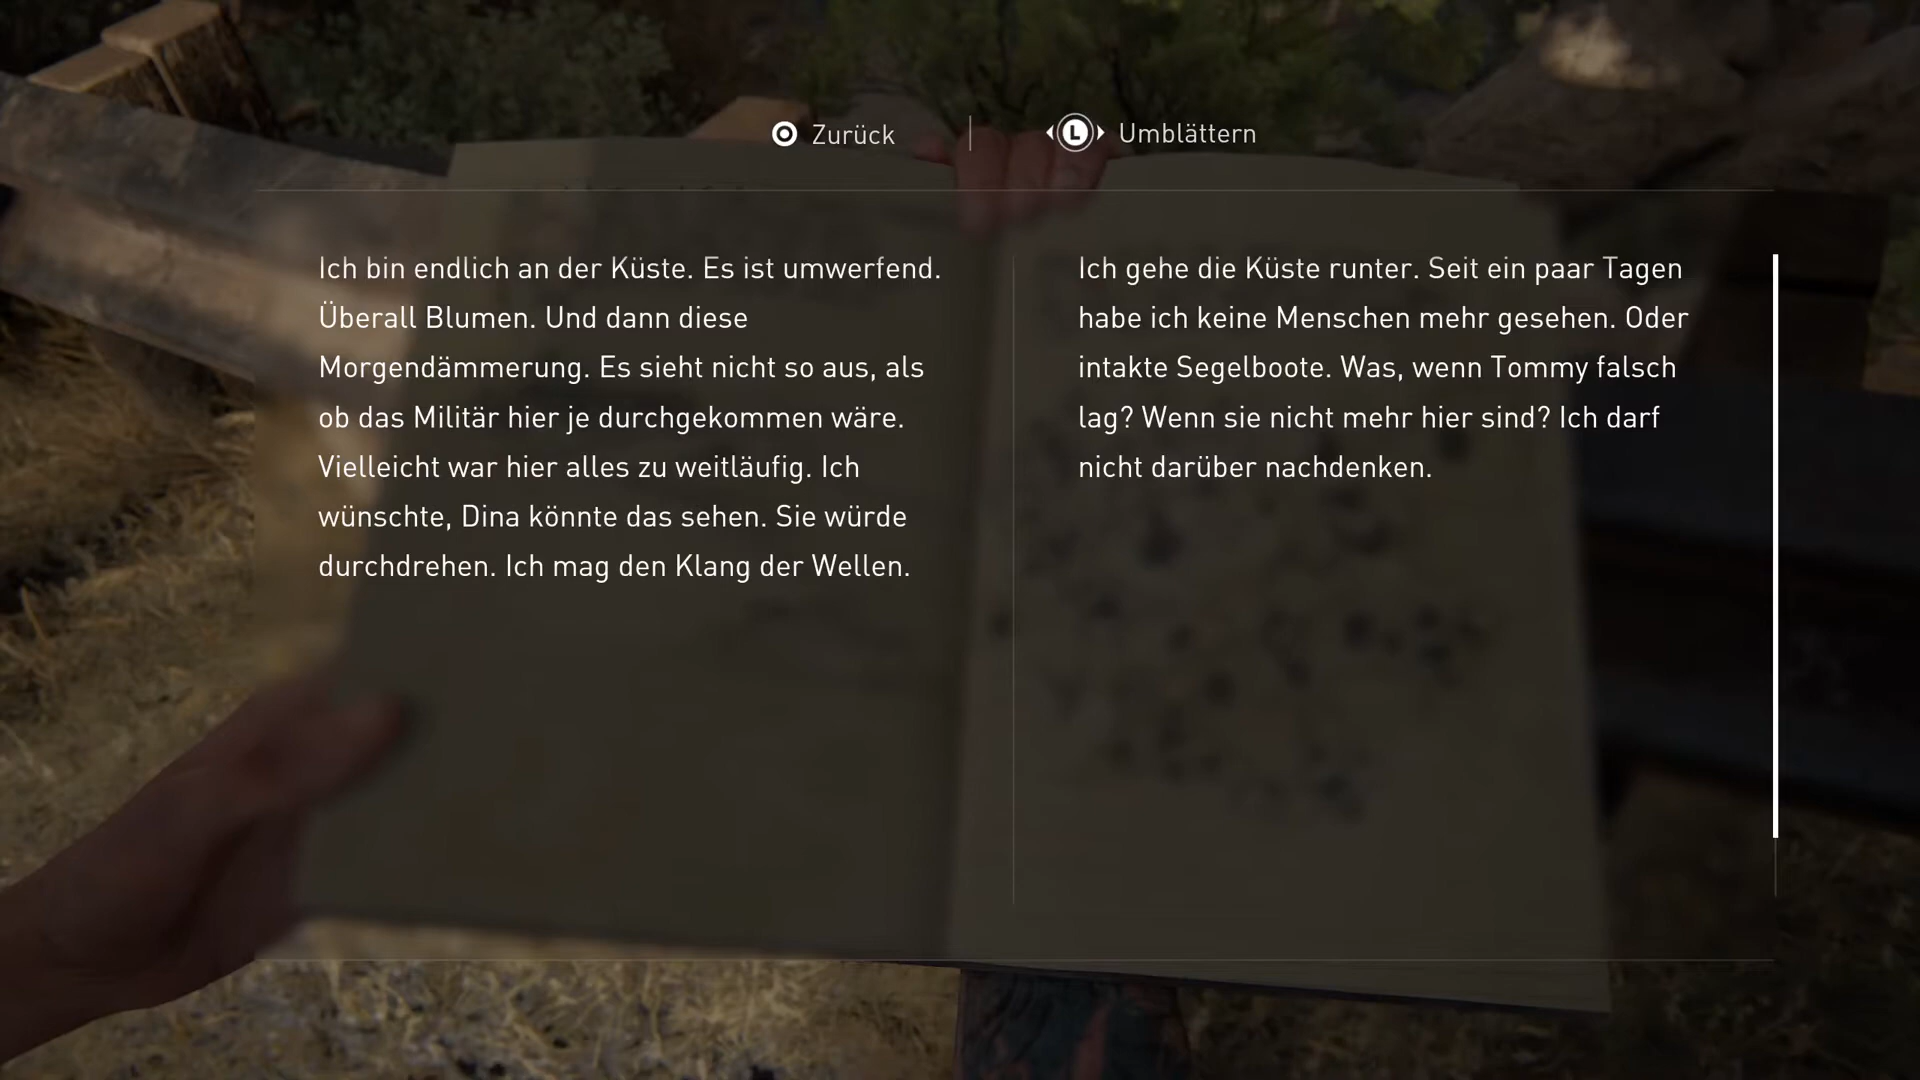 Zurück
L Umblättern
Ich bin endlich an der Küste. Es ist umwerfend.
Überall Blumen. Und dann diese
Morgendämmerung. Es sieht nicht so aus, als
ob das Militär hier je durchgekommen wäre.
Vielleicht war hier alles zu weitläufig. Ich
wünschte, Dina könnte das sehen. Sie würde
durchdrehen. Ich mag den Klang der Wellen.
Ich gehe die Küste runter. Seit ein paar Tagen
habe ich keine Menschen mehr gesehen. Oder
intakte Segelboote. Was, wenn Tommy falsch
lag? Wenn sie nicht mehr hier sind? Ich darf
nicht darüber nachdenken.